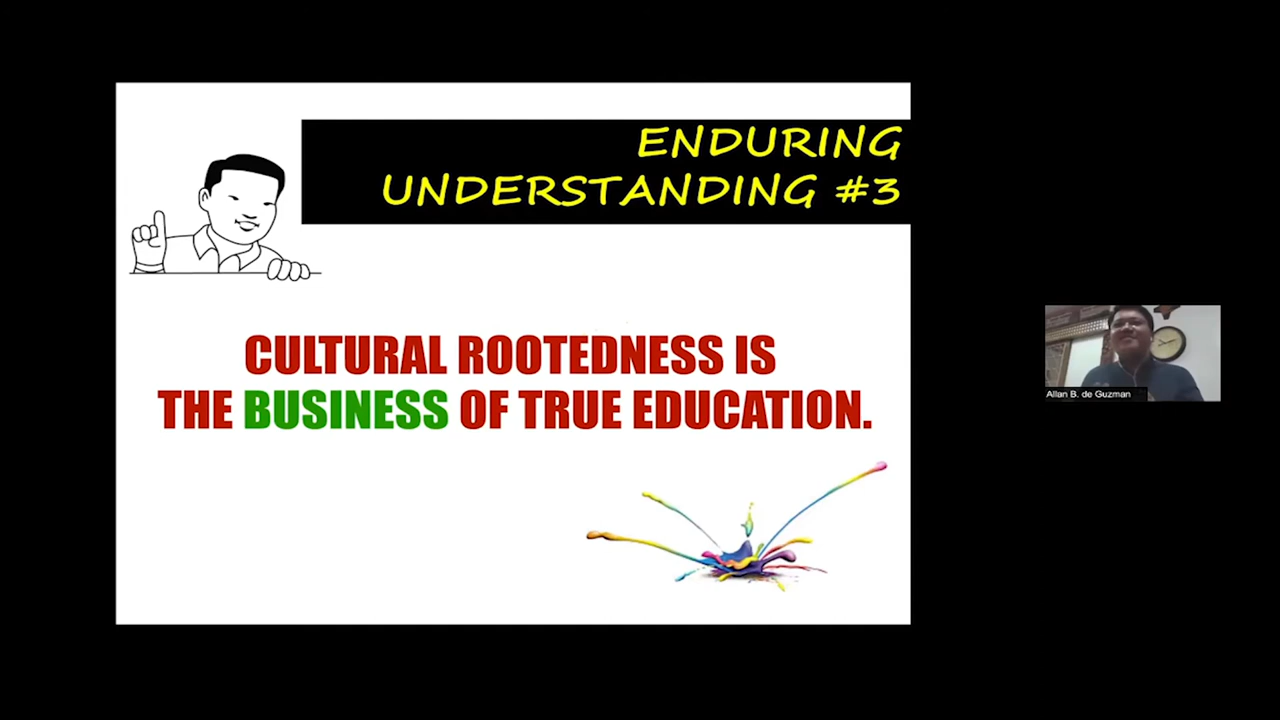 ENDURING
UNDERSTANDING #3
CULTURAL ROOTEDNESS IS
THE BUSINESS OF TRUE EDUCATION.
Allan B. de Guzman